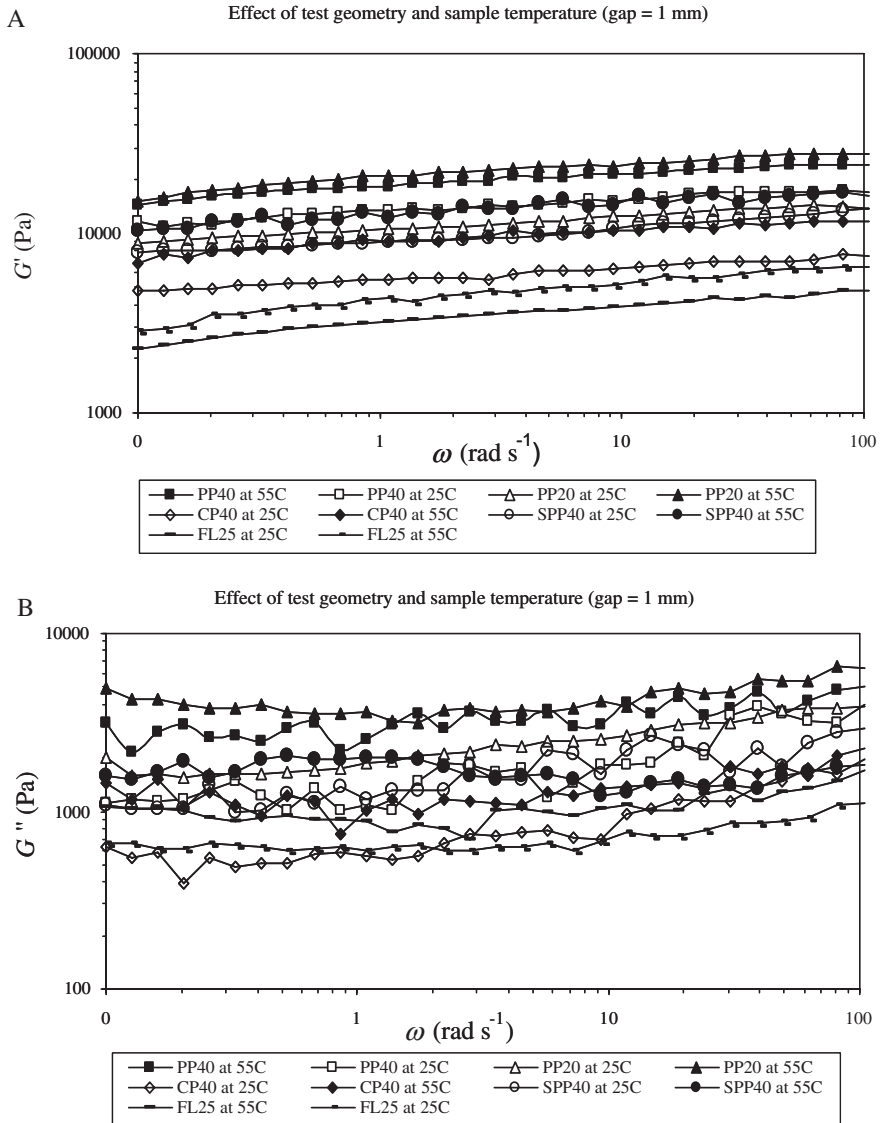 A
Effect of test geometry and sample temperature (gap = 1 mm)
100000
10000
1000
G' (Pa)
0 1 10 100
ω (rad s-1)
PP40 at 55C PP40 at 25C PP20 at 25C PP20 at 55C
CP40 at 25C CP40 at 55C SPP40 at 25C SPP40 at 55C
FL25 at 25C FL25 at 55C
B
Effect of test geometry and sample temperature (gap = 1 mm)
10000
1000
100
G '' (Pa)
0 1 10 100
ω (rad s-1)
PP40 at 55C PP40 at 25C PP20 at 25C PP20 at 55C
CP40 at 25C CP40 at 55C SPP40 at 25C SPP40 at 55C
FL25 at 55C FL25 at 25C